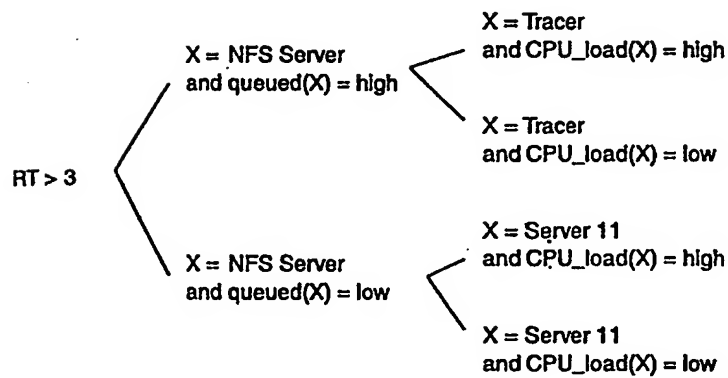 X = Tracer
and CPU_load(X) = high
X = NFS Server
and queued(X) = high
X = Tracer
and CPU_load(X) = low
RT > 3
X = Server 11
and CPU_load(X) = high
X = NFS Server
and queued(X) = low
X = Server 11
and CPU_load(X) = low